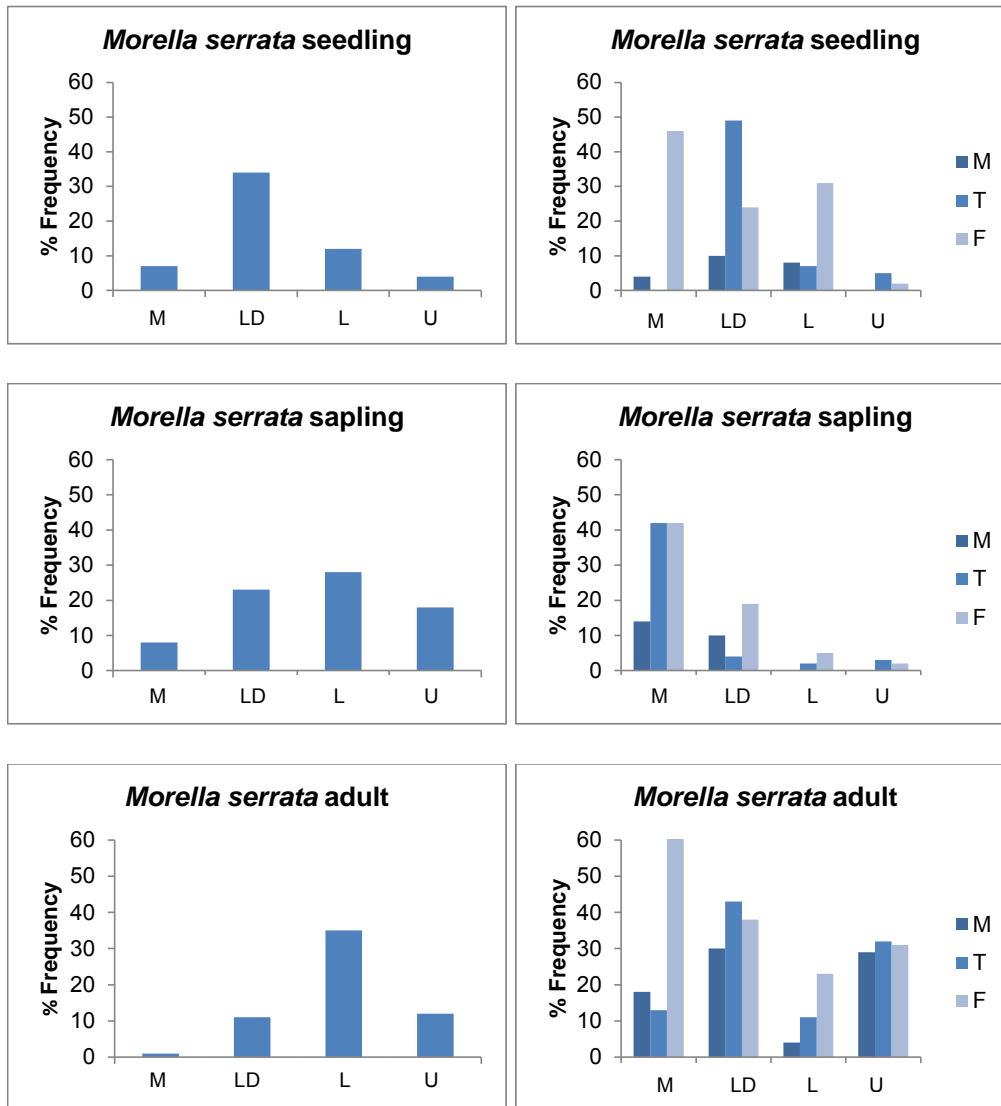 Morella serrata seedling
% Frequency
60
50
40
30
20
10
0
M LD L U
Morella serrata seedling
% Frequency
60
50
40
30
20
10
0
M LD L U
M
T
F
Morella serrata sapling
% Frequency
60
50
40
30
20
10
0
M LD L U
Morella serrata sapling
% Frequency
60
50
40
30
20
10
0
M LD L U
M
T
F
Morella serrata adult
% Frequency
60
50
40
30
20
10
0
M LD L U
Morella serrata adult
% Frequency
60
50
40
30
20
10
0
M LD L U
M
T
F